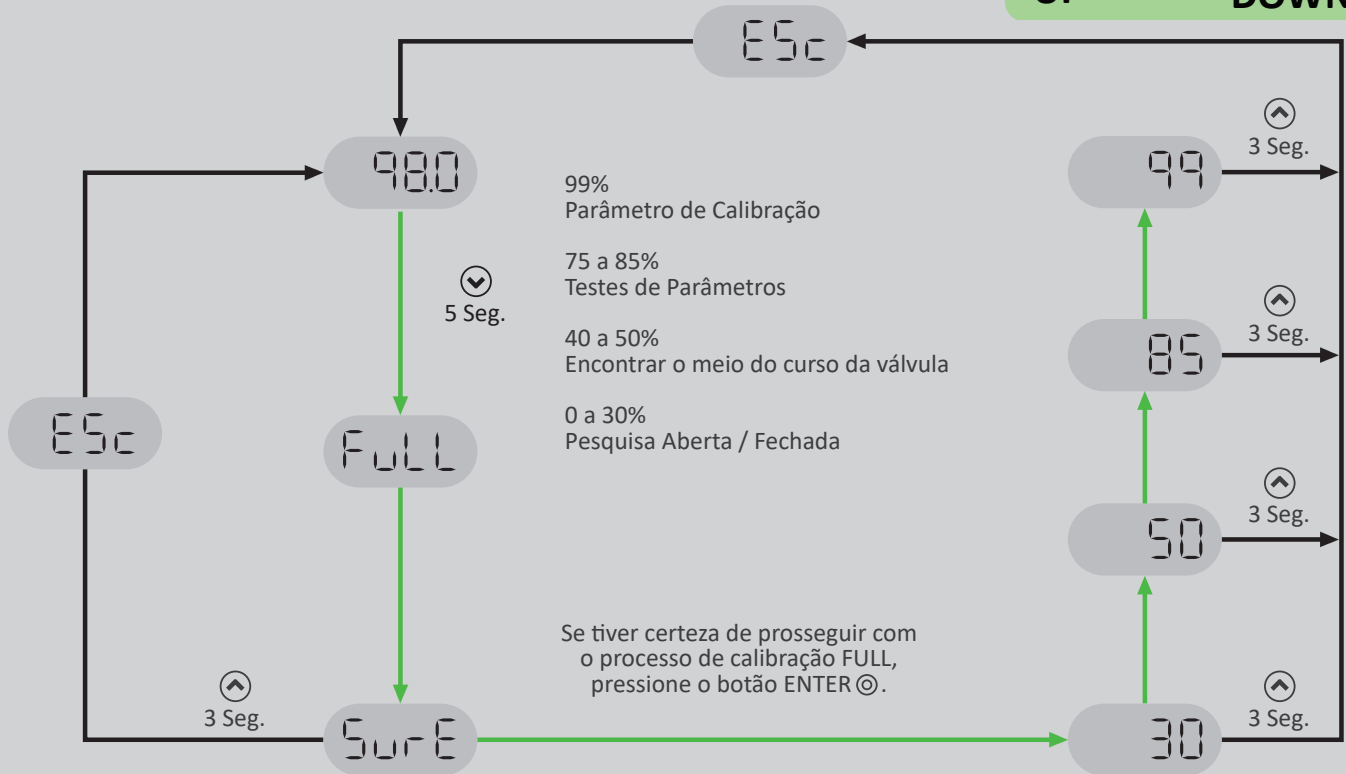 DOWN
ESc
98.0
99
3 Seg.
99%
Parâmetro de Calibração
75 a 85%
Testes de Parâmetros
5 Seg.
40 a 50%
Encontrar o meio do curso da válvula
85
3 Seg.
0 a 30%
Pesquisa Aberta / Fechada
ESc
FuLL
50
3 Seg.
Se tiver certeza de prosseguir com
o processo de calibração FULL,
pressione o botão ENTER
3 Seg.
SurE
30
3 Seg.